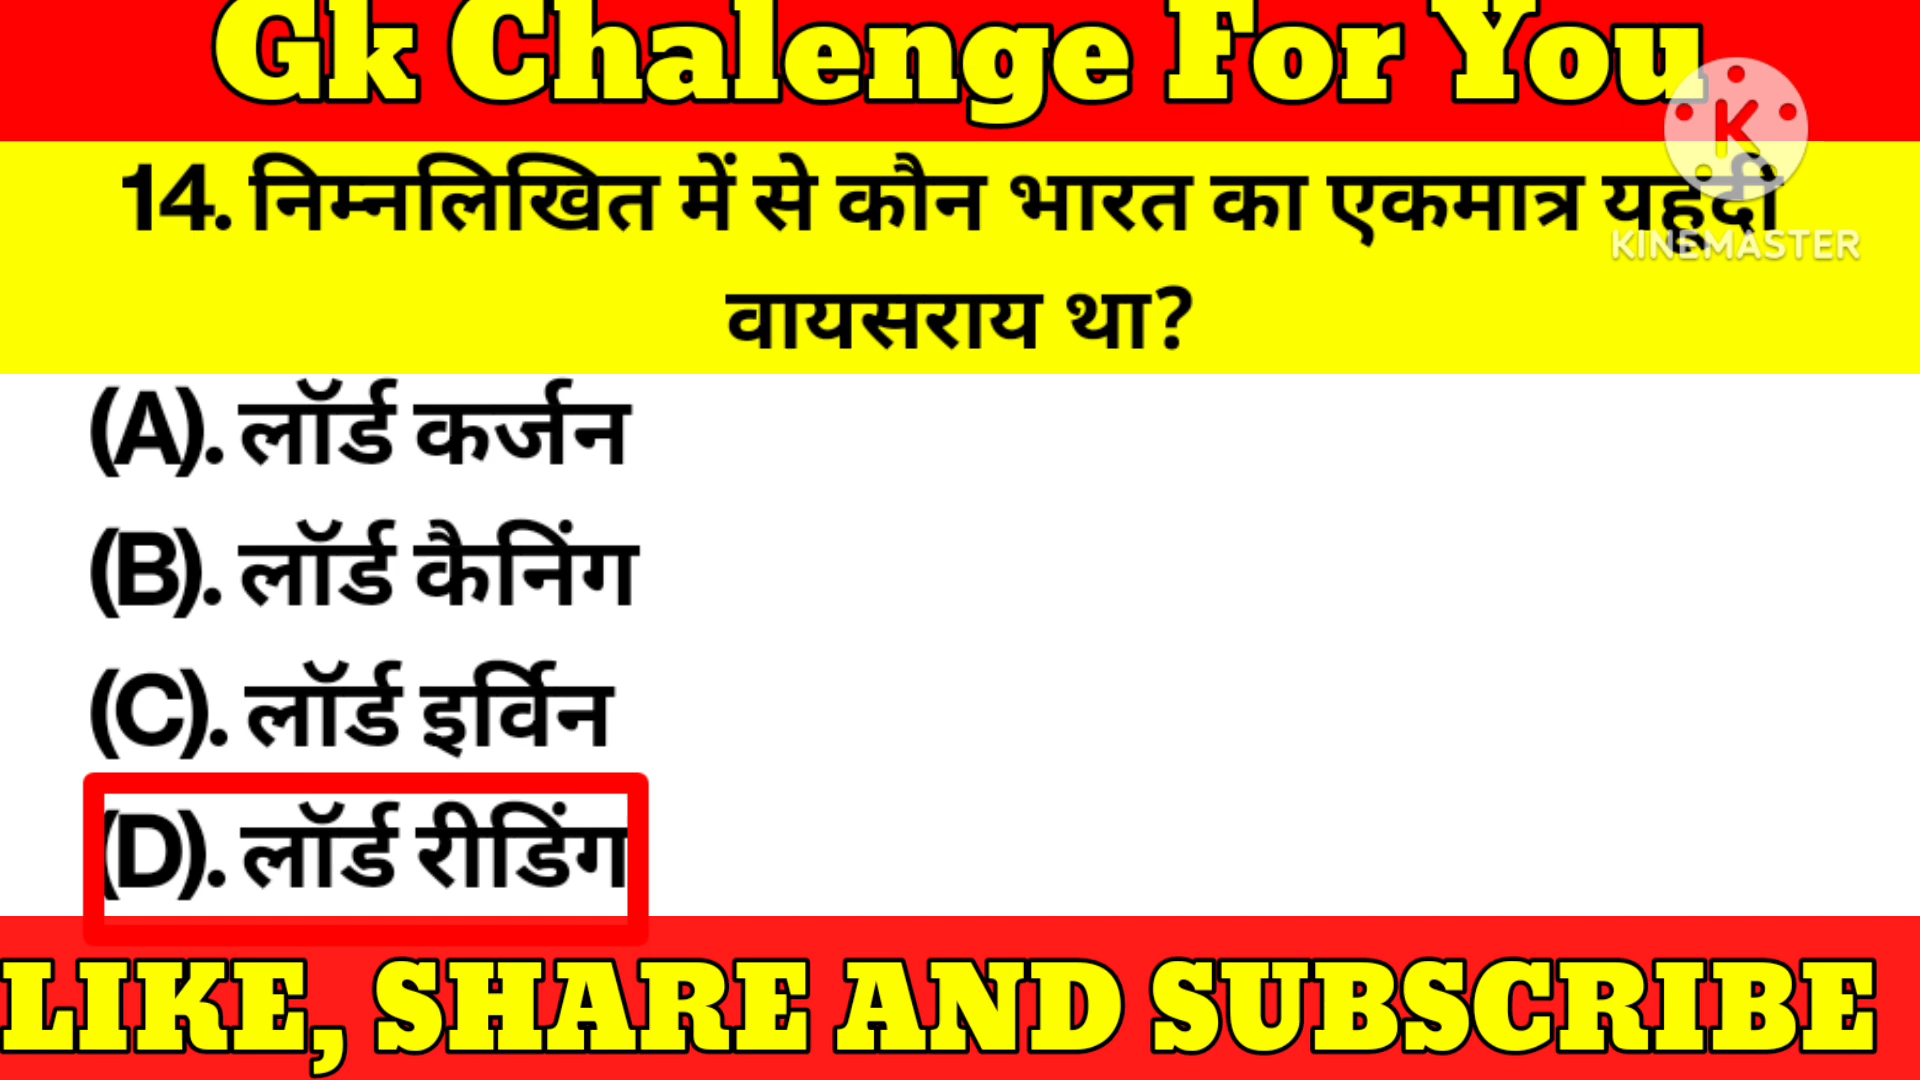 Gk Chalenge For You
14. निम्नलिखित में से कौन भारत का एकमात्र यहूदी
KINEMASTER
वायसराय था?
(A). लॉर्ड कर्जन
(B). लॉर्ड कैनिंग
(C). लॉर्ड इर्विन
(D). लॉर्ड रीडिंग
LIKE, SHARE AND SUBSCRIBE